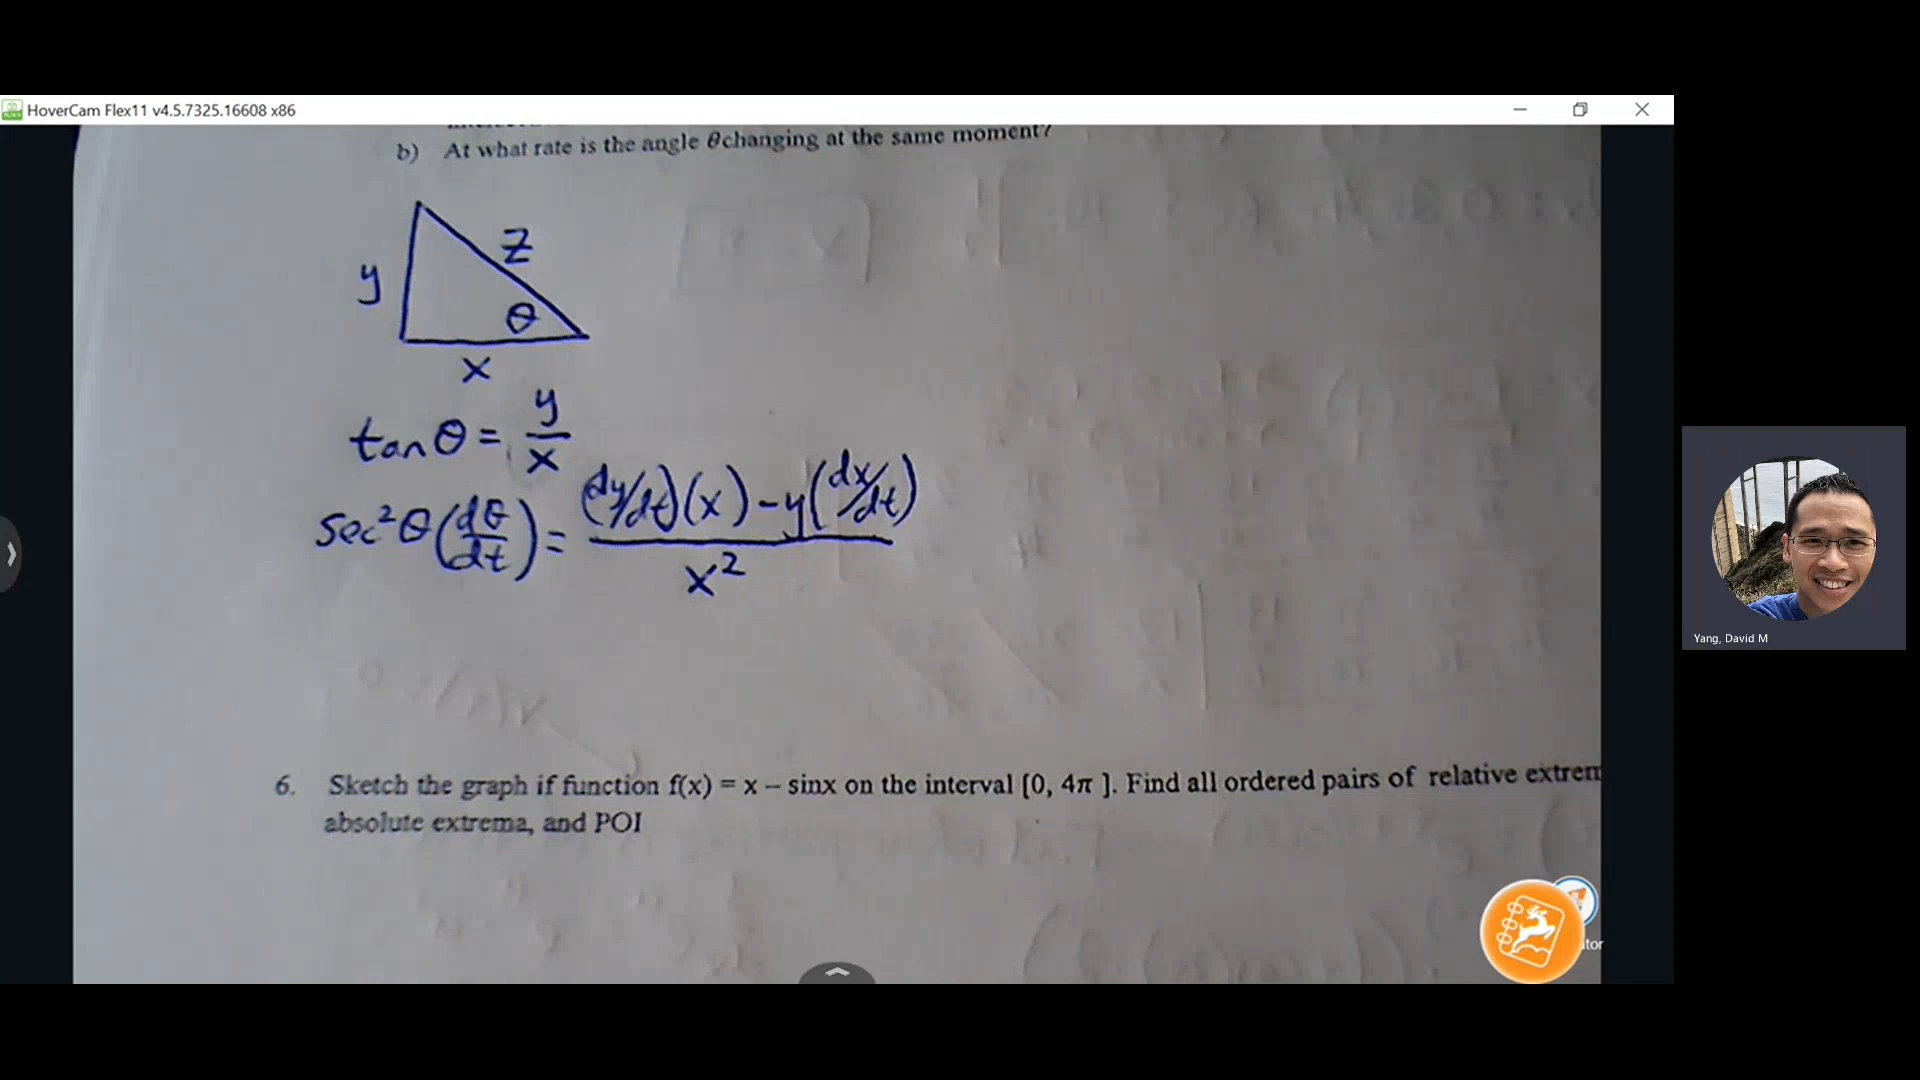 HoverCam Flex11 v4.5.7325.16608 x86
b) At what rate is the angle θ changing at the same moment?
y
z
θ
x
tanθ = y/x
sec²θ(dθ/dt) = ((dy/dt)(x) - y(dx/dt))/x²
Yang, David M
6. Sketch the graph if function f(x) = x – sinx on the interval [0, 4π ]. Find all ordered pairs of relative extrem
absolute extrema, and POI